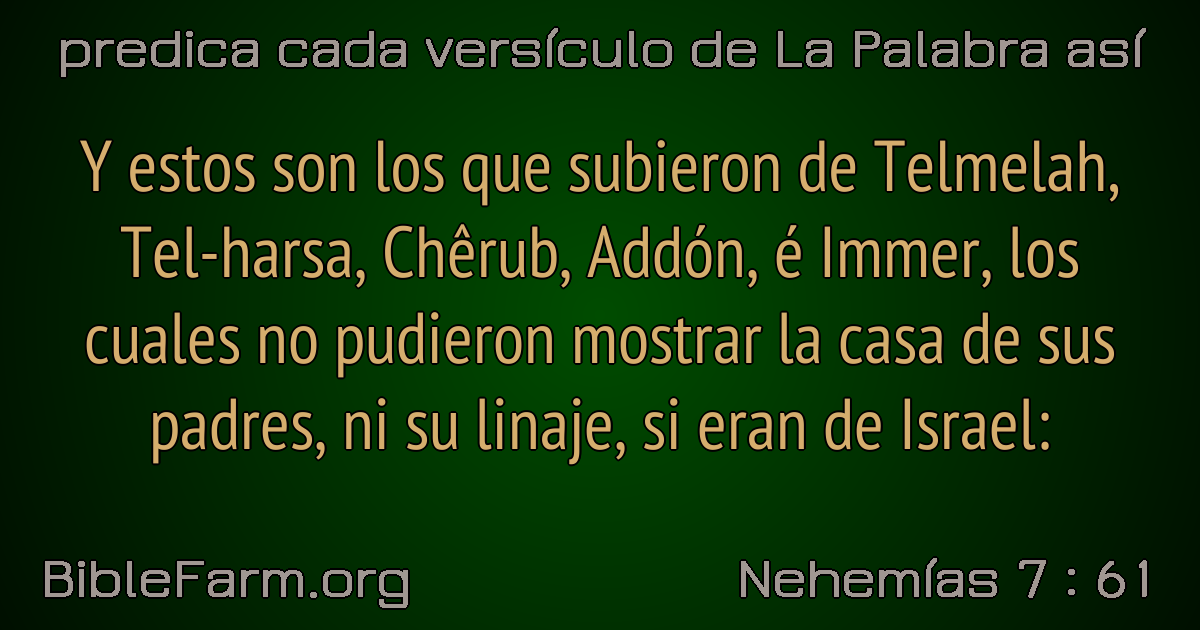 predica cada versículo de La Palabra así
Y estos son los que subieron de Telmelah,
Tel-harsa, Chêrub, Addón, é Immer, los
cuales no pudieron mostrar la casa de sus
padres, ni su linaje, si eran de Israel:
BibleFarm.org
Nehemías 7 : 61